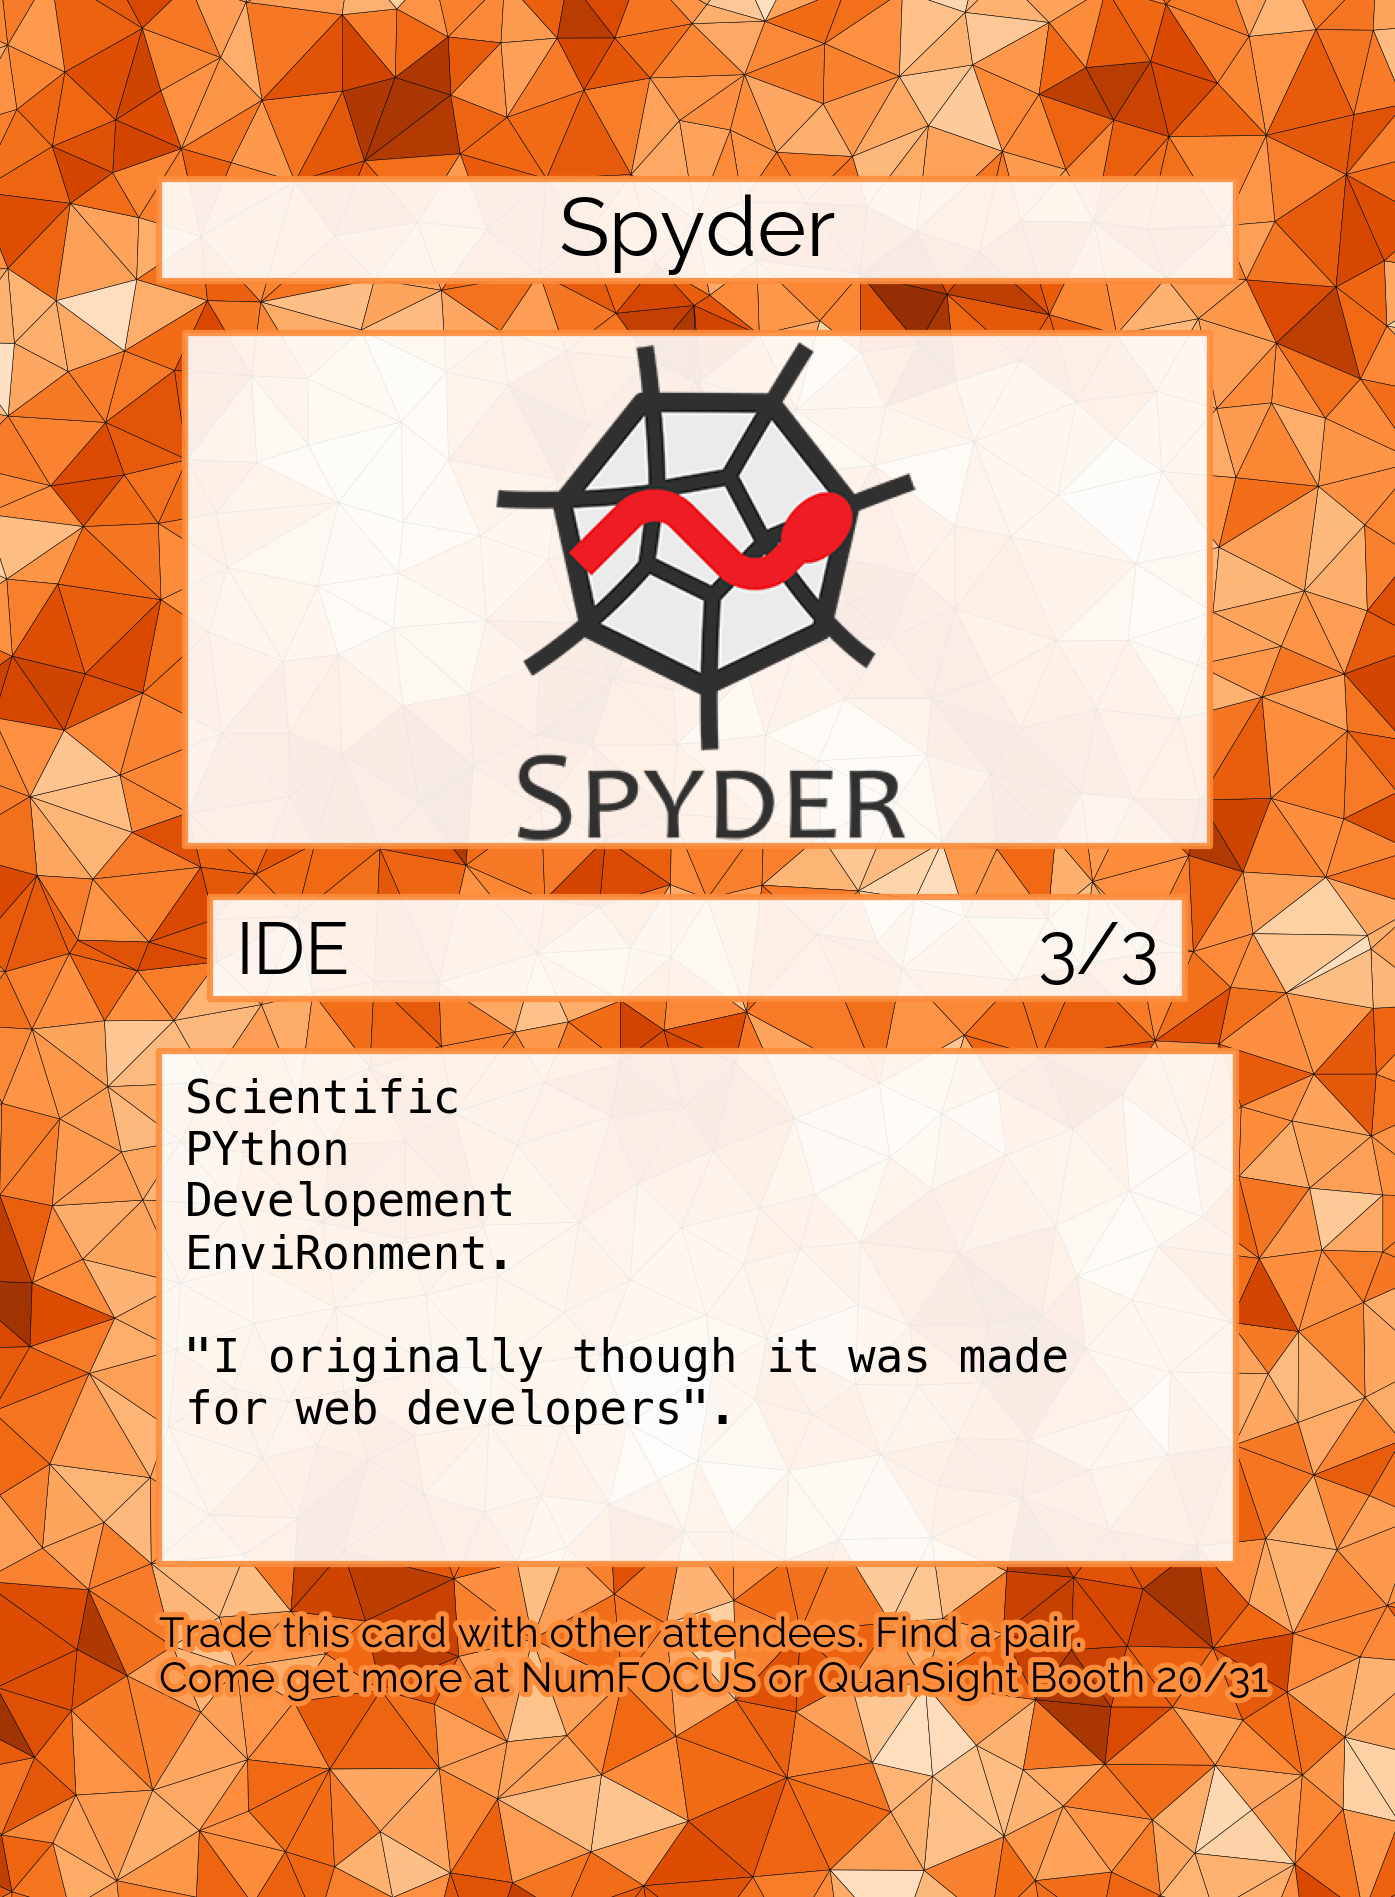 Spyder
SPYDER
IDE 3/3
Scientific
PYthon
Developement
EnviRonment.
"I originally though it was made
for web developers".
Trade this card with other attendees. Find a pair.
Come get more at NumFOCUS or QuanSight Booth 20/31